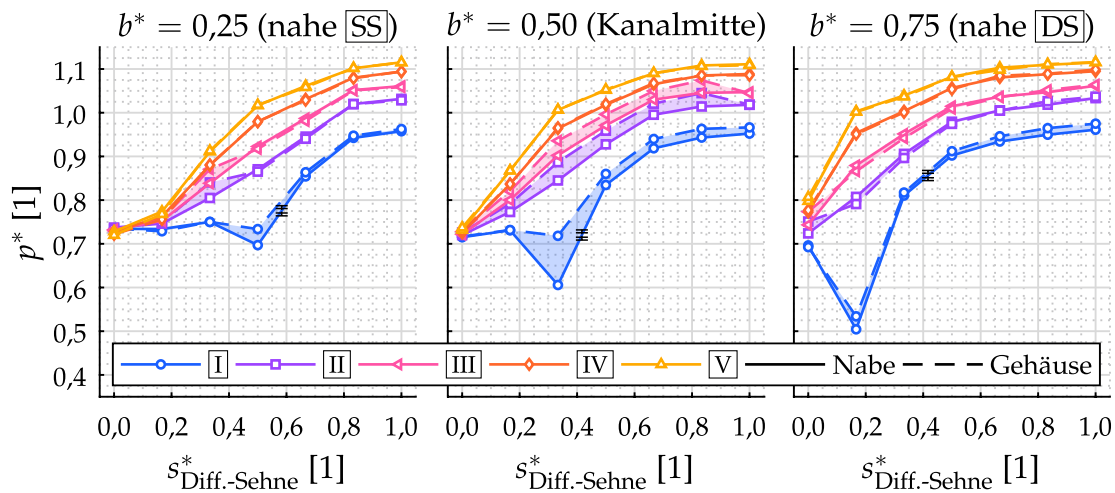 b* = 0,25 (nahe SS)
b* = 0,50 (Kanalmitte)
b* = 0,75 (nahe DS)
p* [1]
1,1
1,0
0,9
0,8
0,7
0,6
0,5
0,4
I II III IV V Nabe Gehäuse
0,0 0,2 0,4 0,6 0,8 1,0
0,0 0,2 0,4 0,6 0,8 1,0
0,0 0,2 0,4 0,6 0,8 1,0
s*Diff.-Sehne [1]
s*Diff.-Sehne [1]
s*Diff.-Sehne [1]